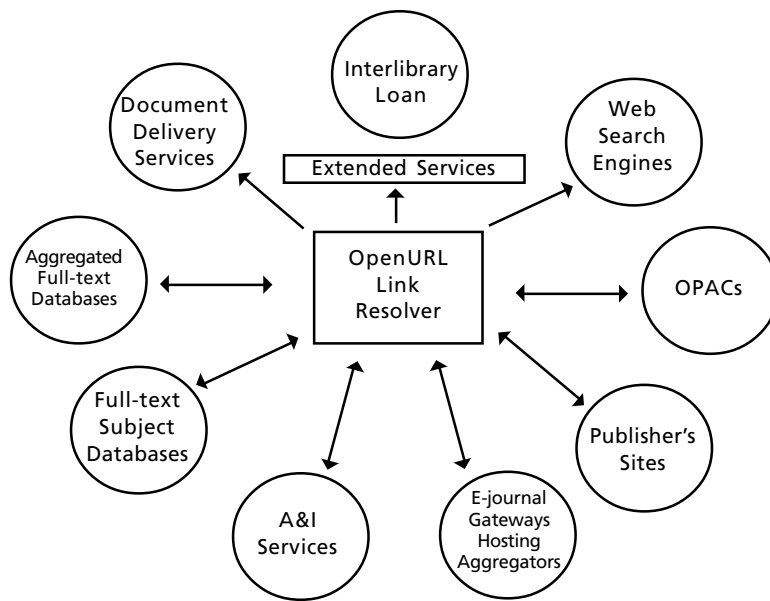 Interlibrary
Loan
Document
Delivery
Services
Web
Search
Engines
Extended Services
Aggregated
Full-text
Databases
OpenURL
Link
Resolver
OPACs
Full-text
Subject
Databases
Publisher’s
Sites
A&I
Services
E-journal
Gateways
Hosting
Aggregators